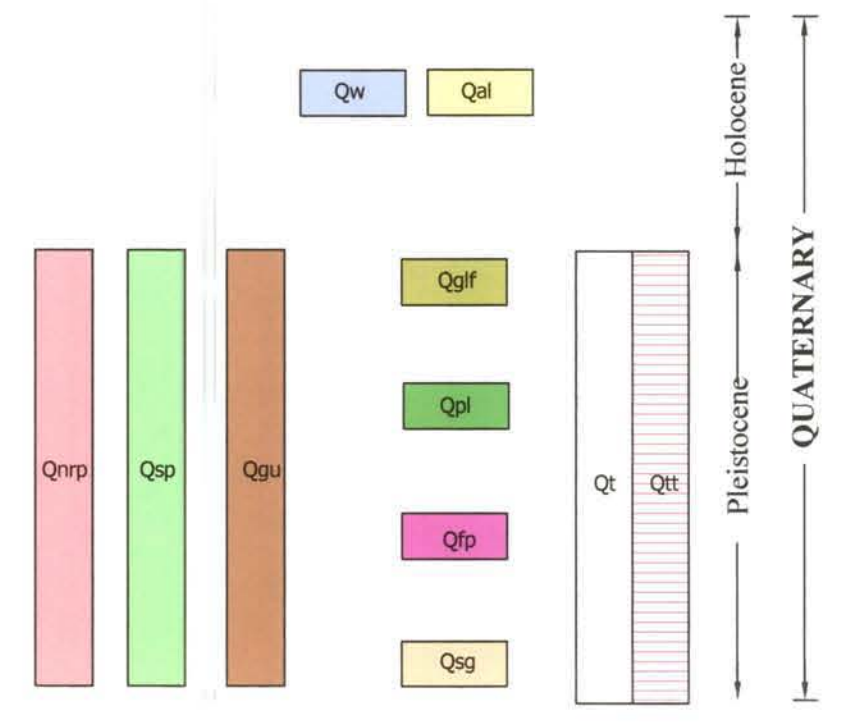 Qw
Qal
Holocene
QUATERNARY
Qglf
Qpl
Pleistocene
Qnrp
Qsp
Qgu
Qt
Qtt
Qfp
Qsg